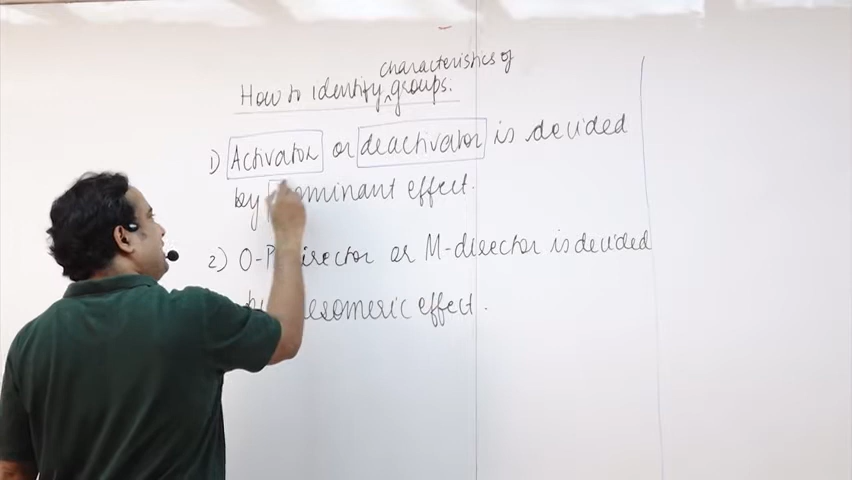 characteristics of
How to identify ^ groups:
1) Activator or deactivator is decided
by Dominant effect.
2) O-P director or M-director is decided
by mesomeric effect.